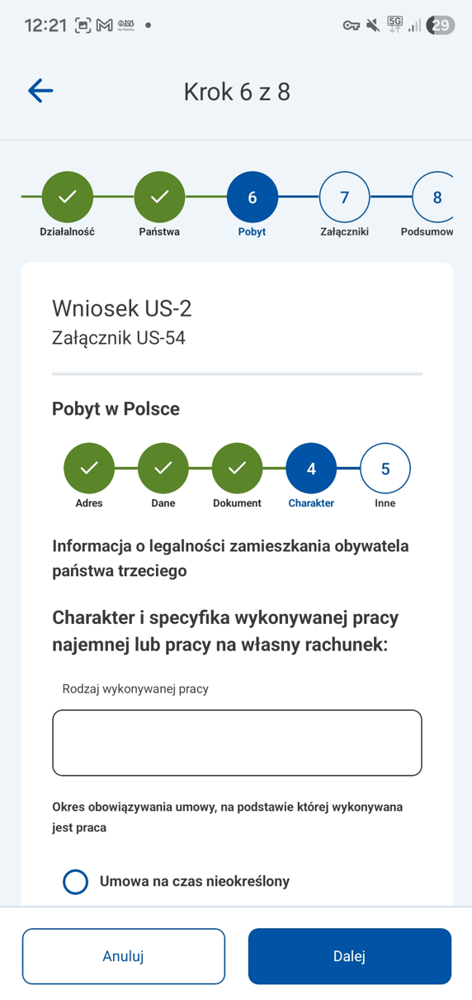 12:21
ZUS
5G
29
Krok 6 z 8
6
7
8
Działalność
Państwa
Pobyt
Załączniki
Podsumow
Wniosek US-2
Załącznik US-54
Pobyt w Polsce
4
5
Adres
Dane
Dokument
Charakter
Inne
Informacja o legalności zamieszkania obywatela
państwa trzeciego
Charakter i specyfika wykonywanej pracy
najemnej lub pracy na własny rachunek:
Rodzaj wykonywanej pracy
Okres obowiązywania umowy, na podstawie której wykonywana
jest praca
Umowa na czas nieokreślony
Anuluj
Dalej